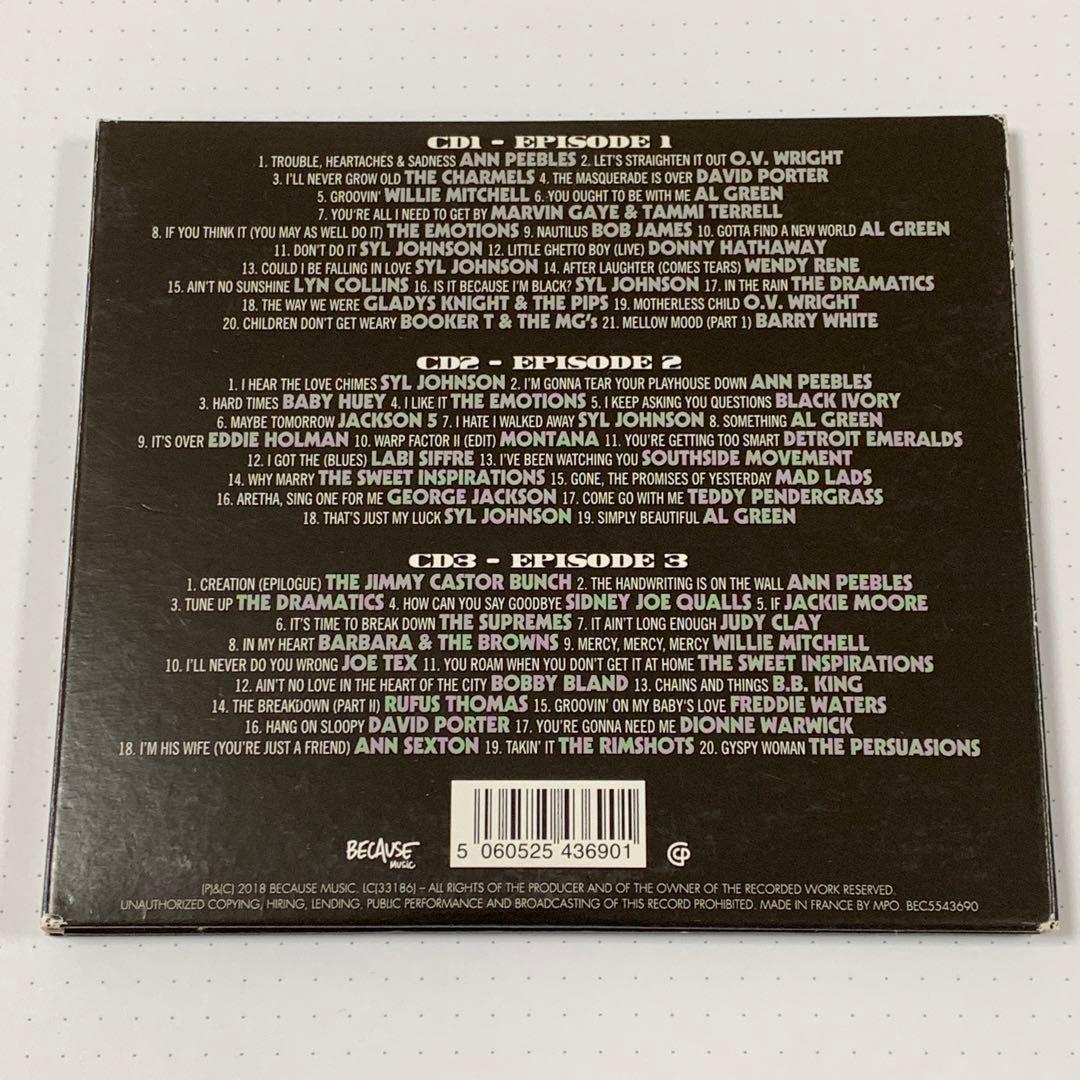 CD1 - EPISODE 1
1. TROUBLE, HEARTACHES & SADNESS ANN PEEBLES 2. LET'S STRAIGHTEN IT OUT O.V. WRIGHT
3. I'LL NEVER GROW OLD THE CHARMELS 4. THE MASQUERADE IS OVER DAVID PORTER
5. GROOVIN' WILLIE MITCHELL 6. YOU OUGHT TO BE WITH ME AL GREEN
7. YOU'RE ALL I NEED TO GET BY MARVIN GAYE & TAMMI TERRELL
8. IF YOU THINK IT (YOU MAY AS WELL DO IT) THE EMOTIONS 9. NAUTILUS BOB JAMES 10. GOTTA FIND A NEW WORLD AL GREEN
11. DON'T DO IT SYL JOHNSON 12. LITTLE GHETTO BOY (LIVE) DONNY HATHAWAY
13. COULD I BE FALLING IN LOVE SYL JOHNSON 14. AFTER LAUGHTER (COMES TEARS) WENDY RENE
15. AIN'T NO SUNSHINE LYN COLLINS 16. IS IT BECAUSE I'M BLACK? SYL JOHNSON 17. IN THE RAIN THE DRAMATICS
18. THE WAY WE WERE GLADYS KNIGHT & THE PIPS 19. MOTHERLESS CHILD O.V. WRIGHT
20. CHILDREN DON'T GET WEARY BOOKER T & THE MG's 21. MELLOW MOOD (PART 1) BARRY WHITE
CD2 - EPISODE 2
1. I HEAR THE LOVE CHIMES SYL JOHNSON 2. I'M GONNA TEAR YOUR PLAYHOUSE DOWN ANN PEEBLES
3. HARD TIMES BABY HUEY 4. I LIKE IT THE EMOTIONS 5. I KEEP ASKING YOU QUESTIONS BLACK IVORY
6. MAYBE TOMORROW JACKSON 5 7. I HATE I WALKED AWAY SYL JOHNSON 8. SOMETHING AL GREEN
9. IT'S OVER EDDIE HOLMAN 10. WARP FACTOR II (EDIT) MONTANA 11. YOU'RE GETTING TOO SMART DETROIT EMERALDS
12. I GOT THE (BLUES) LABI SIFFRE 13. I'VE BEEN WATCHING YOU SOUTHSIDE MOVEMENT
14. WHY MARRY THE SWEET INSPIRATIONS 15. GONE, THE PROMISES OF YESTERDAY MAD LADS
16. ARETHA, SING ONE FOR ME GEORGE JACKSON 17. COME GO WITH ME TEDDY PENDERGRASS
18. THAT'S JUST MY LUCK SYL JOHNSON 19. SIMPLY BEAUTIFUL AL GREEN
CD3 - EPISODE 3
1. CREATION (EPILOGUE) THE JIMMY CASTOR BUNCH 2. THE HANDWRITING IS ON THE WALL ANN PEEBLES
3. TUNE UP THE DRAMATICS 4. HOW CAN YOU SAY GOODBYE SIDNEY JOE QUALLS 5. IF JACKIE MOORE
6. IT'S TIME TO BREAK DOWN THE SUPREMES 7. IT AIN'T LONG ENOUGH JUDY CLAY
8. IN MY HEART BARBARA & THE BROWNS 9. MERCY, MERCY, MERCY WILLIE MITCHELL
10. I'LL NEVER DO YOU WRONG JOE TEX 11. YOU ROAM WHEN YOU DON'T GET IT AT HOME THE SWEET INSPIRATIONS
12. AIN'T NO LOVE IN THE HEART OF THE CITY BOBBY BLAND 13. CHAINS AND THINGS B.B. KING
14. THE BREAKDOWN (PART II) RUFUS THOMAS 15. GROOVIN' ON MY BABY'S LOVE FREDDIE WATERS
16. HANG ON SLOOPY DAVID PORTER 17. YOU'RE GONNA NEED ME DIONNE WARWICK
18. I'M HIS WIFE (YOU'RE JUST A FRIEND) ANN SEXTON 19. TAKIN' IT THE RIMSHOTS 20. GYSPY WOMAN THE PERSUASIONS
BECAUSE
MUSIC
5 060525 436901
(P)&(C) 2018 BECAUSE MUSIC. LC(33186) – ALL RIGHTS OF THE PRODUCER AND OF THE OWNER OF THE RECORDED WORK RESERVED.
UNAUTHORIZED COPYING, HIRING, LENDING, PUBLIC PERFORMANCE AND BROADCASTING OF THIS RECORD PROHIBITED. MADE IN FRANCE BY MPO. BEC5543690